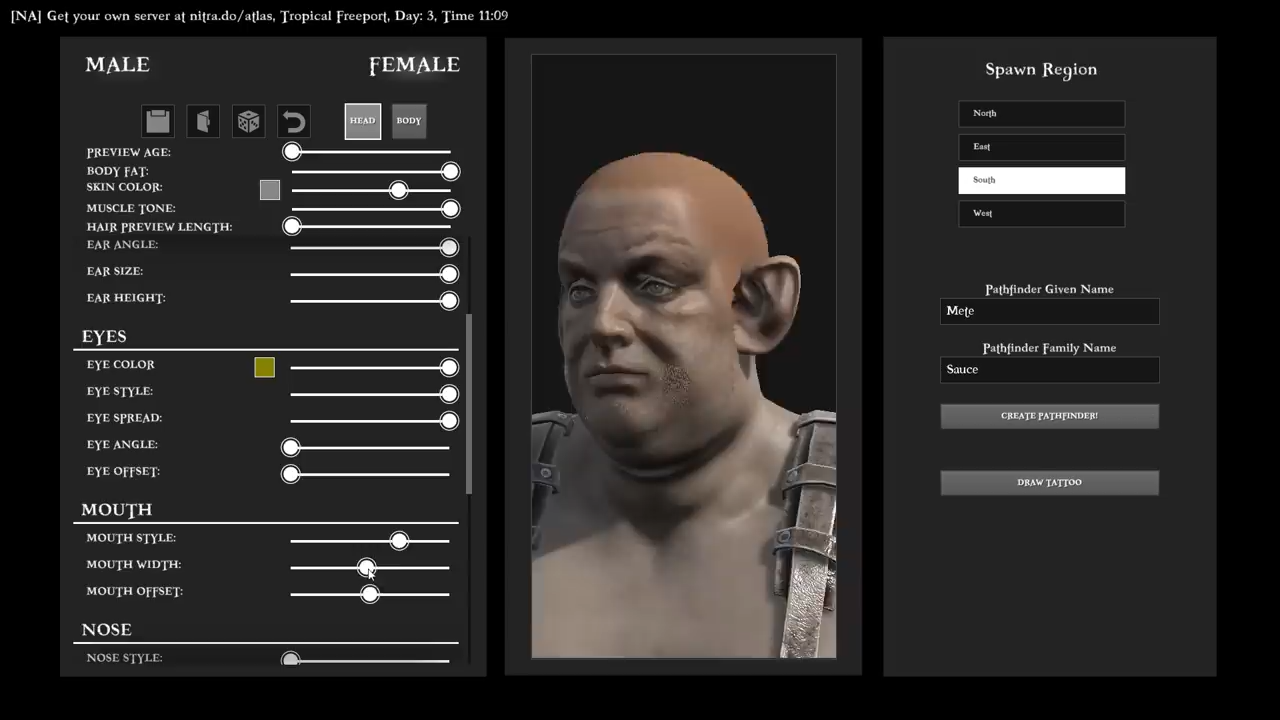 [NA] Get your own server at nitra.do/atlas, Tropical Freeport, Day: 3, Time 11:09
MALE
FEMALE
HEAD
BODY
PREVIEW AGE:
BODY FAT:
SKIN COLOR:
MUSCLE TONE:
HAIR PREVIEW LENGTH:
EAR ANGLE:
EAR SIZE:
EAR HEIGHT:
EYES
EYE COLOR
EYE STYLE:
EYE SPREAD:
EYE ANGLE:
EYE OFFSET:
MOUTH
MOUTH STYLE:
MOUTH WIDTH:
MOUTH OFFSET:
NOSE
NOSE STYLE:
Spawn Region
North
East
South
West
Pathfinder Given Name
Mete
Pathfinder Family Name
Sauce
CREATE PATHFINDER!
DRAW TATTOO